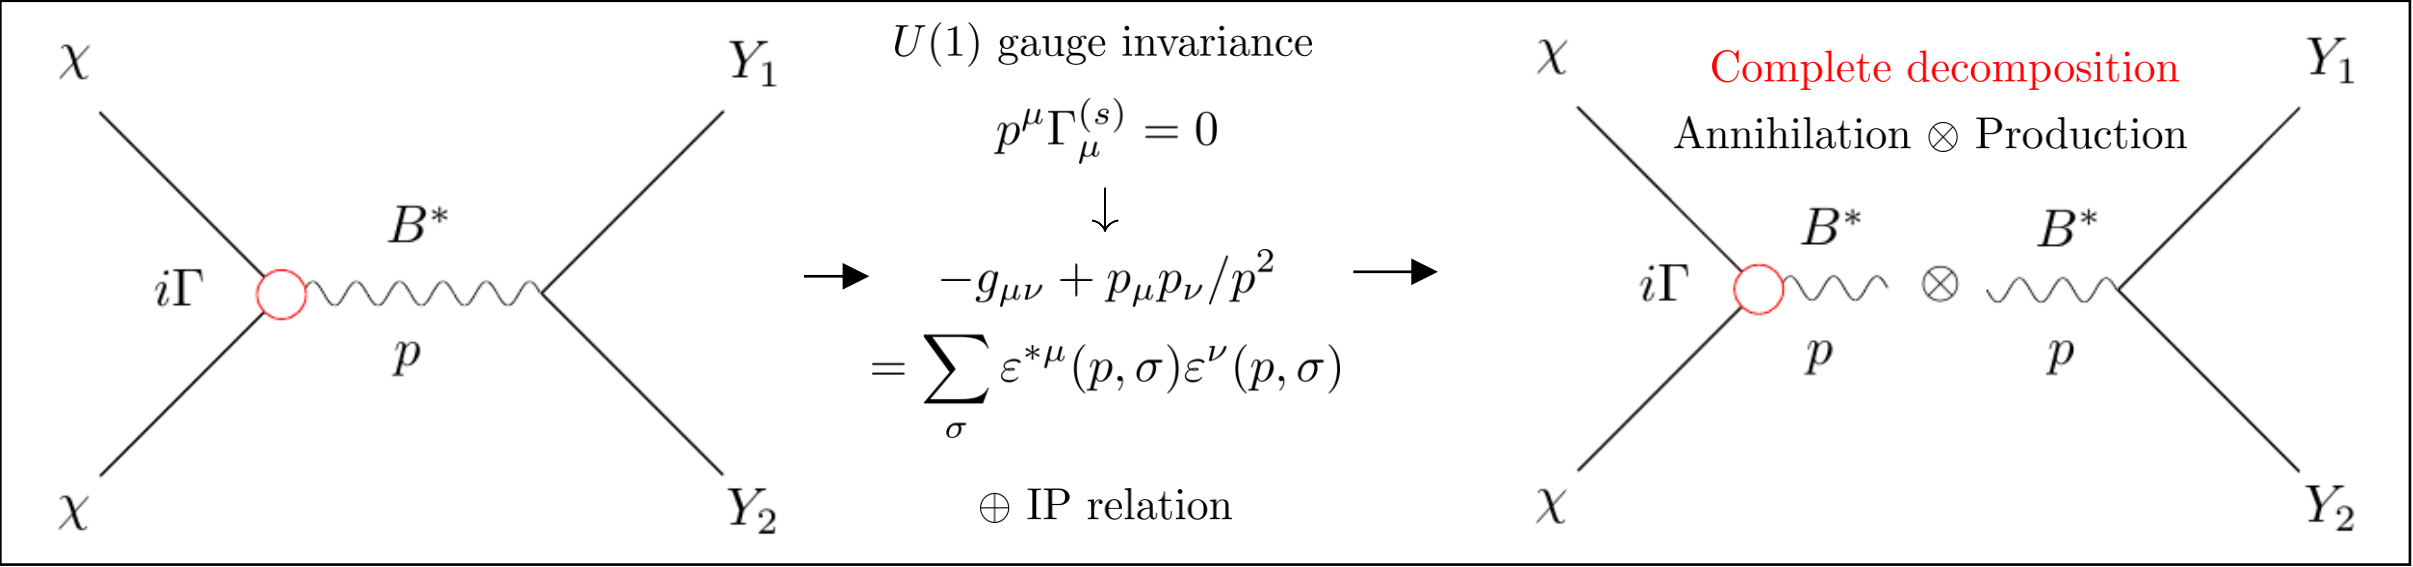 χ
Y₁
B*
iΓ
p
χ
Y₂
U(1) gauge invariance
p^μ Γ_μ^(s) = 0
↓
−g_μν + p_μ p_ν/p²
= ∑_σ ε*^μ(p, σ)ε^ν(p, σ)
⊕ IP relation
χ
Complete decomposition
Y₁
Annihilation ⊗ Production
B*
B*
iΓ
⊗
p
p
χ
Y₂